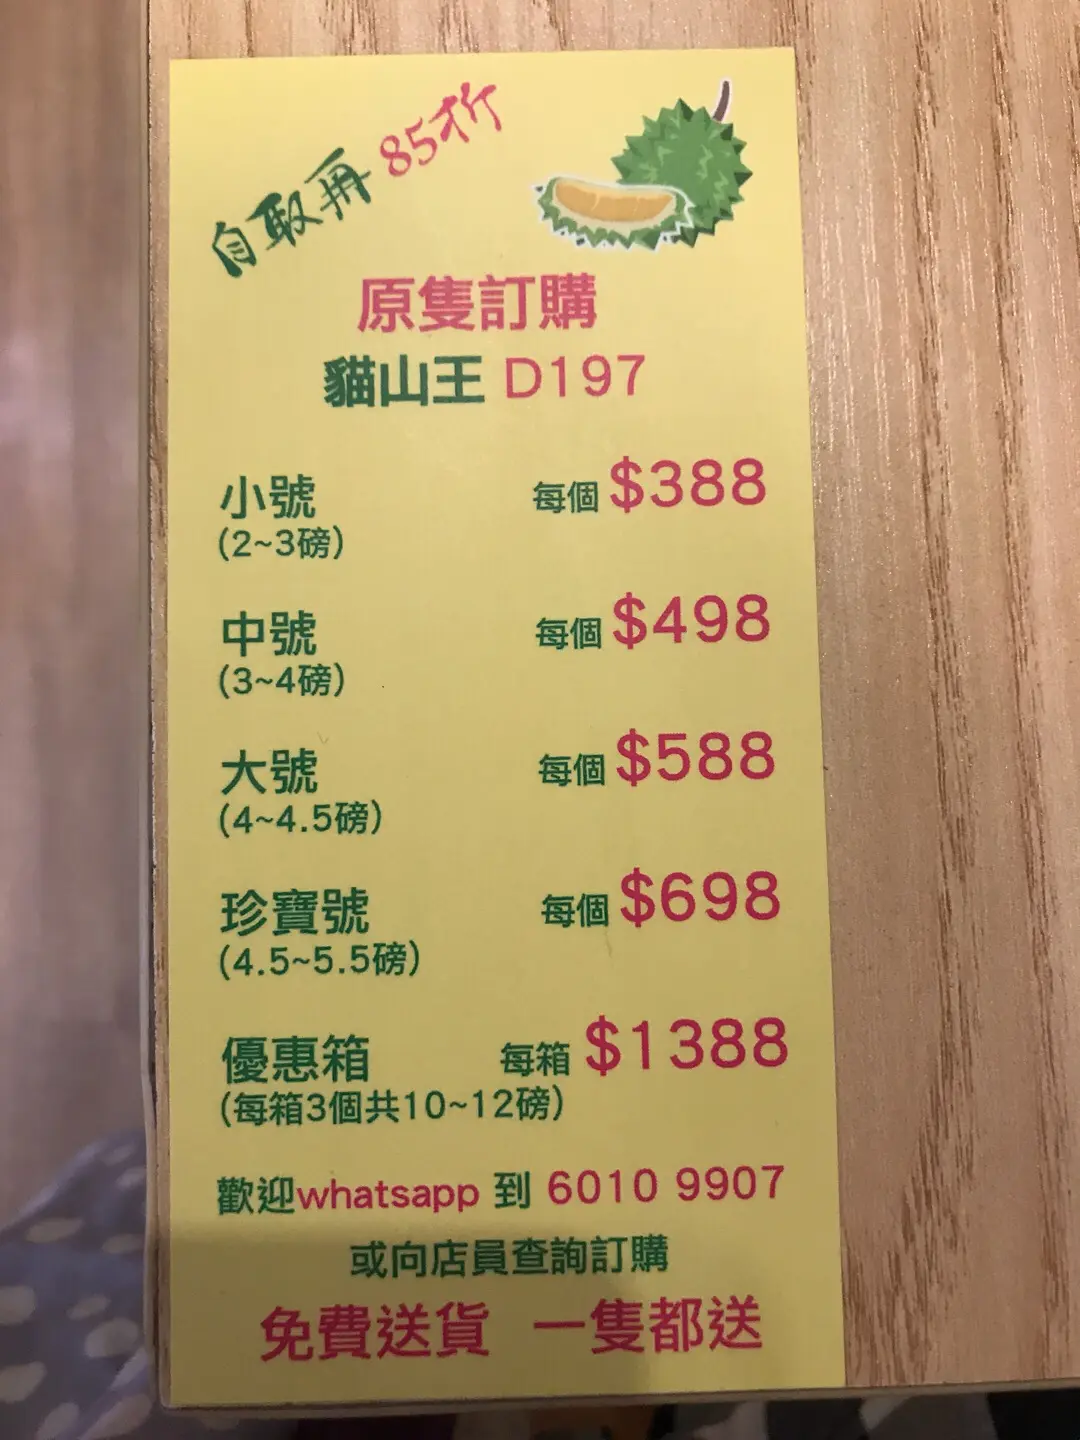 自取再 85折
原隻訂購
貓山王 D197
小號 每個 $388
(2~3磅)
中號 每個 $498
(3~4磅)
大號 每個 $588
(4~4.5磅)
珍寶號 每個 $698
(4.5~5.5磅)
優惠箱 每箱 $1388
(每箱3個共10~12磅)
歡迎whatsapp 到 6010 9907
或向店員查詢訂購
免費送貨 一隻都送